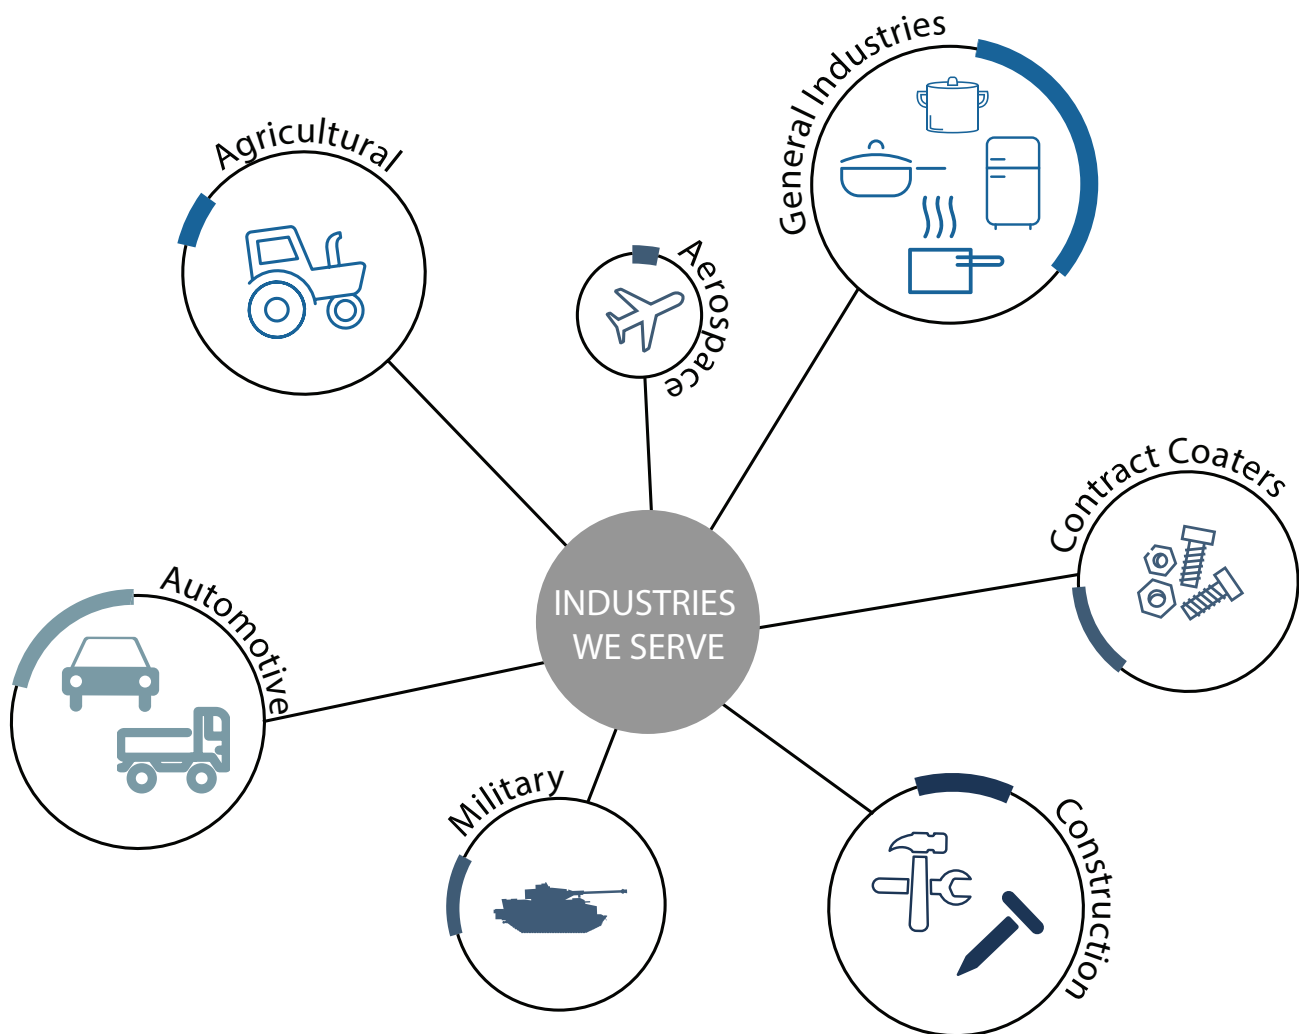 General Industries
Agricultural
Aerospace
Contract Coaters
Automotive
INDUSTRIES
WE SERVE
Military
Construction